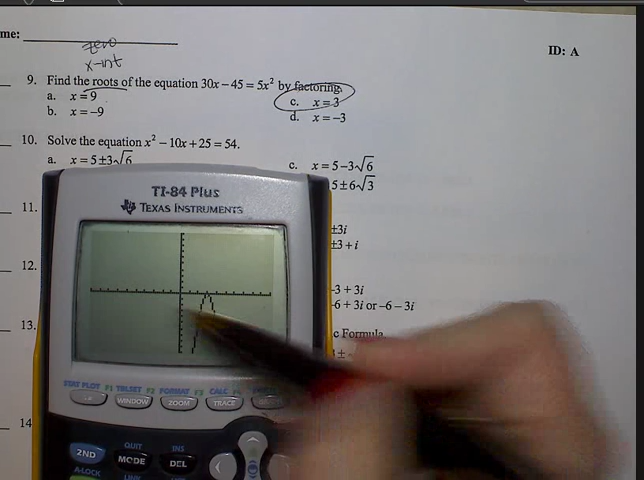 me:
zero
x-int
ID: A
9. Find the roots of the equation 30x − 45 = 5x² by factoring.
a. x = 9
c. x = 3
b. x = −9
d. x = −3
10. Solve the equation x² − 10x + 25 = 54.
a. x = 5 ± 3√6
c. x = 5 − 3√6
5 ± 6√3
11.
±3i
±3 + i
12.
-3 + 3i
-6 + 3i or −6 − 3i
13.
c Formula
14
TI-84 Plus
TEXAS INSTRUMENTS
STAT PLOT F1 TBLSET F2 FORMAT F3 CALC
WINDOW
ZOOM
TRACE
QUIT
INS
2ND
MODE
DEL
A-LOCK
LINK